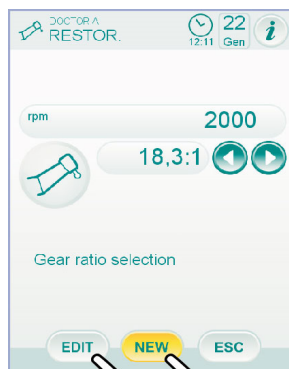 DOCTOR A
RESTOR.
12:11
22
Gen
i
rpm 2000
18,3:1
Gear ratio selection
EDIT NEW ESC